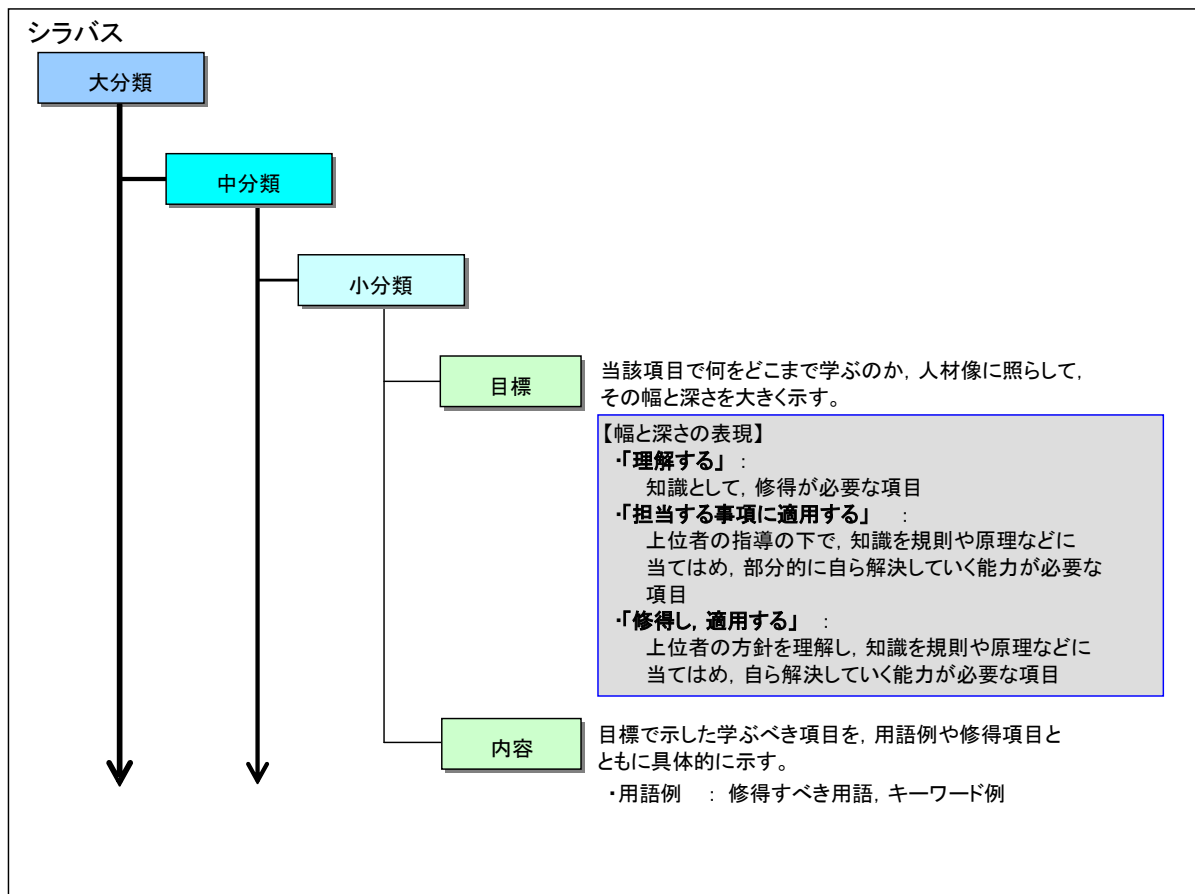 シラバス
大分類
中分類
小分類
目標
当該項目で何をどこまで学ぶのか，人材像に照らして，
その幅と深さを大きく示す。
【幅と深さの表現】
・「理解する」 ：
知識として，修得が必要な項目
・「担当する事項に適用する」 ：
上位者の指導の下で，知識を規則や原理などに
当てはめ，部分的に自ら解決していく能力が必要な
項目
・「修得し，適用する」 ：
上位者の方針を理解し，知識を規則や原理などに
当てはめ，自ら解決していく能力が必要な項目
内容
目標で示した学ぶべき項目を，用語例や修得項目と
ともに具体的に示す。
・用語例 ： 修得すべき用語，キーワード例